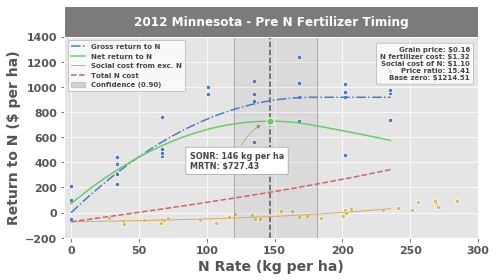 2012 Minnesota - Pre N Fertilizer Timing
Return to N ($ per ha)
1400
1200
1000
800
600
400
200
0
−200
Gross return to N
Net return to N
Social cost from exc. N
Total N cost
Confidence (0.90)
Grain price: $0.16
N fertilizer cost: $1.32
Social cost of N: $1.10
Price ratio: 15.41
Base zero: $1214.51
SONR: 146 kg per ha
MRTN: $727.43
0 50 100 150 200 250 300
N Rate (kg per ha)